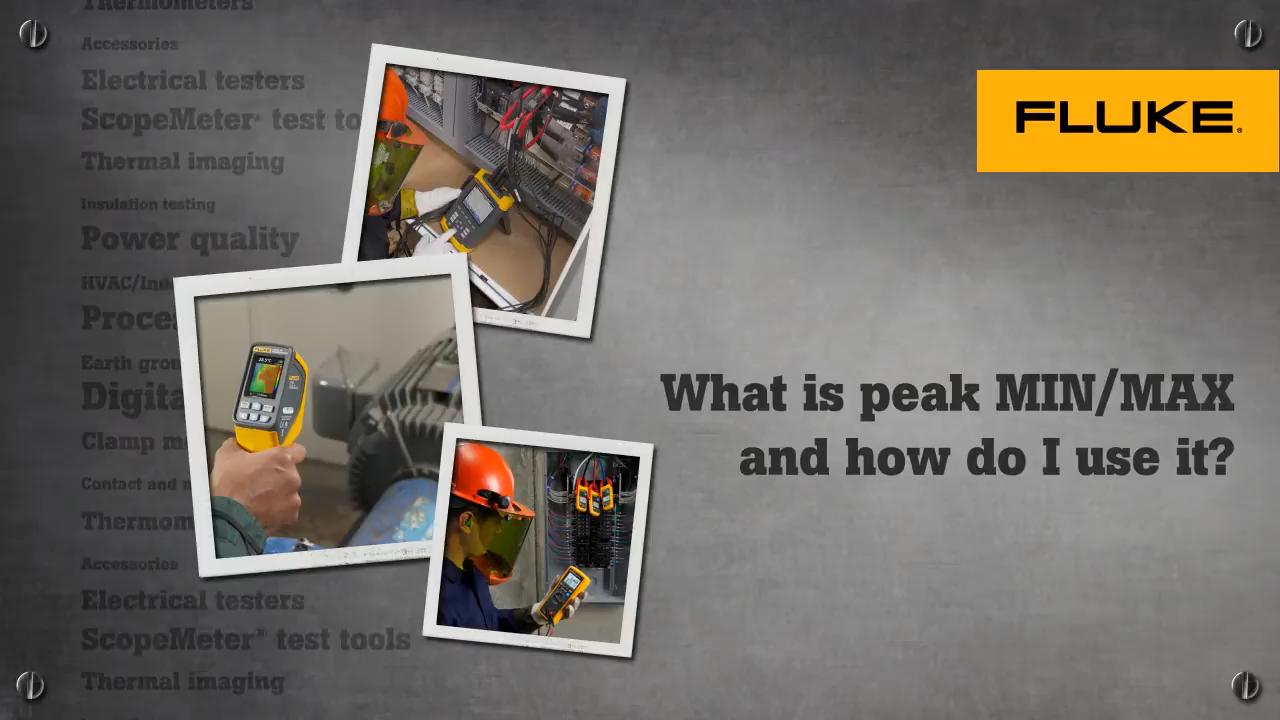 Thermometers
Accessories
Electrical testers
ScopeMeter® test to
Thermal imaging
Insulation testing
Power quality
HVAC/Ind
Proces
Earth grou
Digita
Clamp m
Contact and n
Thermom
Accessories
Electrical testers
ScopeMeter® test tools
Thermal imaging
FLUKE®
What is peak MIN/MAX
and how do I use it?